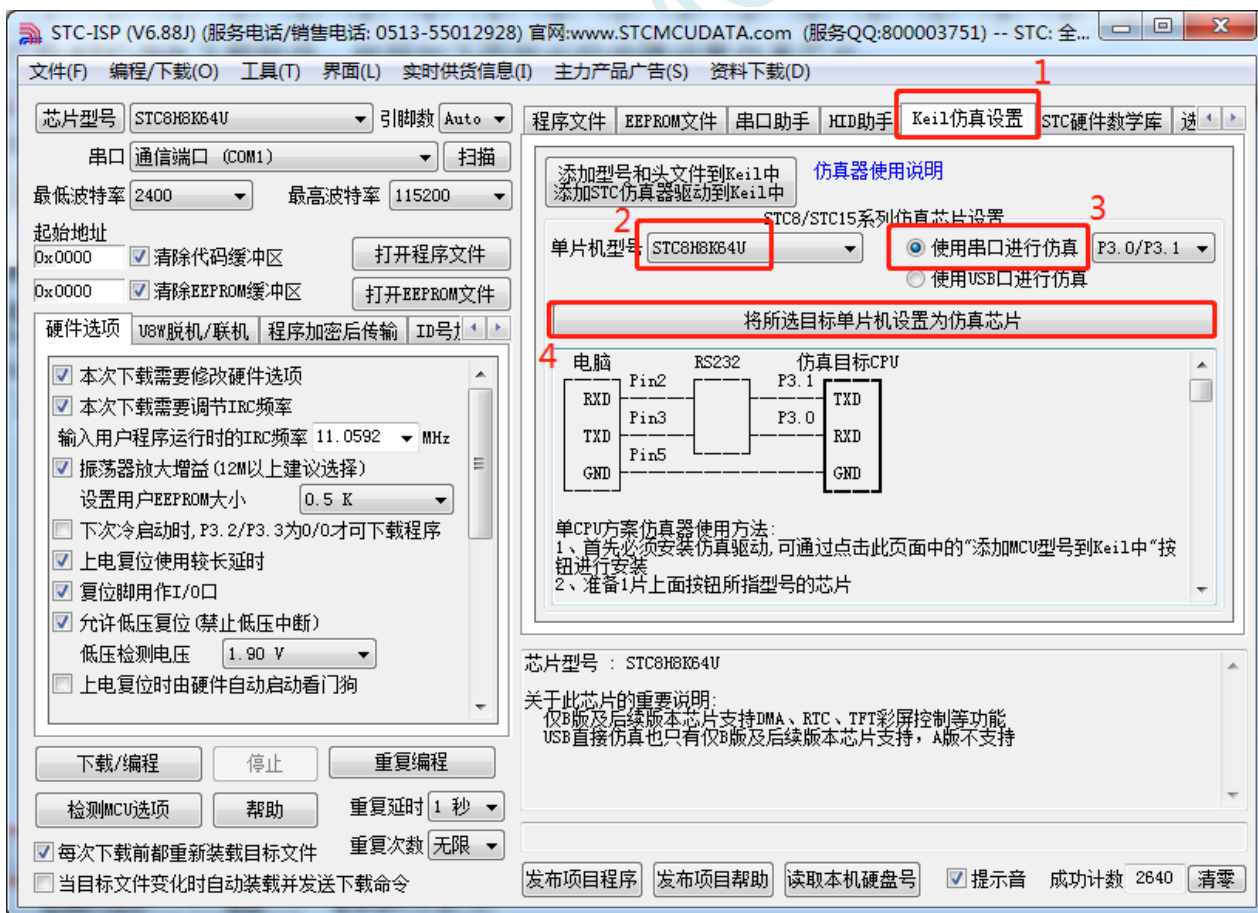 STC-ISP (V6.88J) (服务电话/销售电话: 0513-55012928) 官网:www.STCMCUDATA.com (服务QQ:800003751) -- STC: 全...
文件(F) 编程/下载(O) 工具(T) 界面(L) 实时供货信息(I) 主力产品广告(S) 资料下载(D)
1
芯片型号 STC8H8K64U 引脚数 Auto
串口 通信端口 (COM1) 扫描
最低波特率 2400 最高波特率 115200
起始地址
0x0000 清除代码缓冲区 打开程序文件
0x0000 清除EEPROM缓冲区 打开EEPROM文件
硬件选项 U8W脱机/联机 程序加密后传输 ID号
本次下载需要修改硬件选项
本次下载需要调节IRC频率
输入用户程序运行时的IRC频率 11.0592 MHz
振荡器放大增益(12M以上建议选择)
设置用户EEPROM大小 0.5 K
下次冷启动时,P3.2/P3.3为0/0才可下载程序
上电复位使用较长延时
复位脚用作I/O口
允许低压复位(禁止低压中断)
低压检测电压 1.90 V
上电复位时由硬件自动启动看门狗
下载/编程 停止 重复编程
检测MCU选项 帮助 重复延时 1 秒
每次下载前都重新装载目标文件 重复次数 无限
当目标文件变化时自动装载并发送下载命令
程序文件 EEPROM文件 串口助手 HID助手 Keil仿真设置 STC硬件数学库
添加型号和头文件到Keil中
添加STC仿真器驱动到Keil中
仿真器使用说明
STC8/STC15系列仿真芯片设置
2
3
单片机型号 STC8H8K64U 使用串口进行仿真 P3.0/P3.1
使用USB口进行仿真
将所选目标单片机设置为仿真芯片
4
电脑 RS232 仿真目标CPU
Pin2 P3.1
RXD TXD
Pin3 P3.0
TXD RXD
Pin5
GND GND
单CPU方案仿真器使用方法:
1、首先必须安装仿真驱动,可通过点击此页面中的"添加MCU型号到Keil中"按
钮进行安装
2、准备1片上面按钮所指型号的芯片
芯片型号 : STC8H8K64U
关于此芯片的重要说明:
仅B版及后续版本芯片支持DMA、RTC、TFT彩屏控制等功能
USB直接仿真也只有仅B版及后续版本芯片支持，A版不支持
发布项目程序 发布项目帮助 读取本机硬盘号 提示音 成功计数 2640 清零